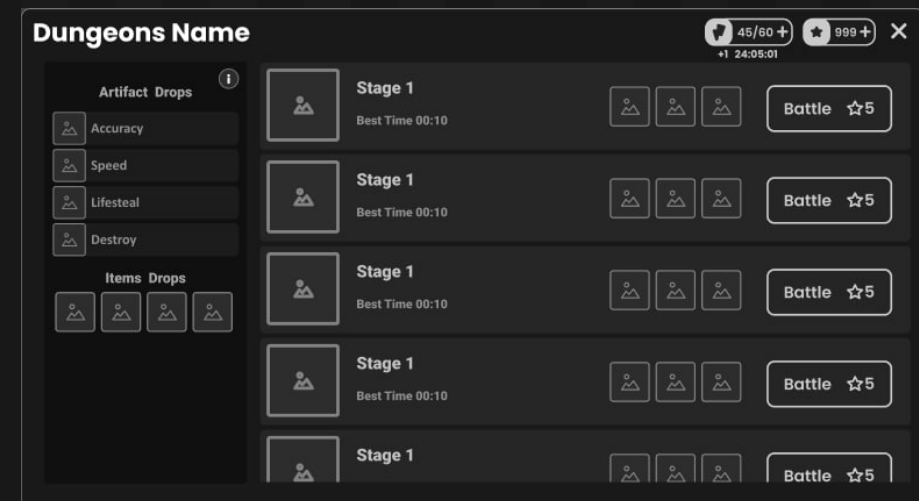 Dungeons Name
45/60 +
999 +
+1 24:05:01
Artifact Drops
i
Accuracy
Speed
Lifesteal
Destroy
Items Drops
Stage 1
Best Time 00:10
Battle ☆5
Stage 1
Best Time 00:10
Battle ☆5
Stage 1
Best Time 00:10
Battle ☆5
Stage 1
Best Time 00:10
Battle ☆5
Stage 1
Battle ☆5